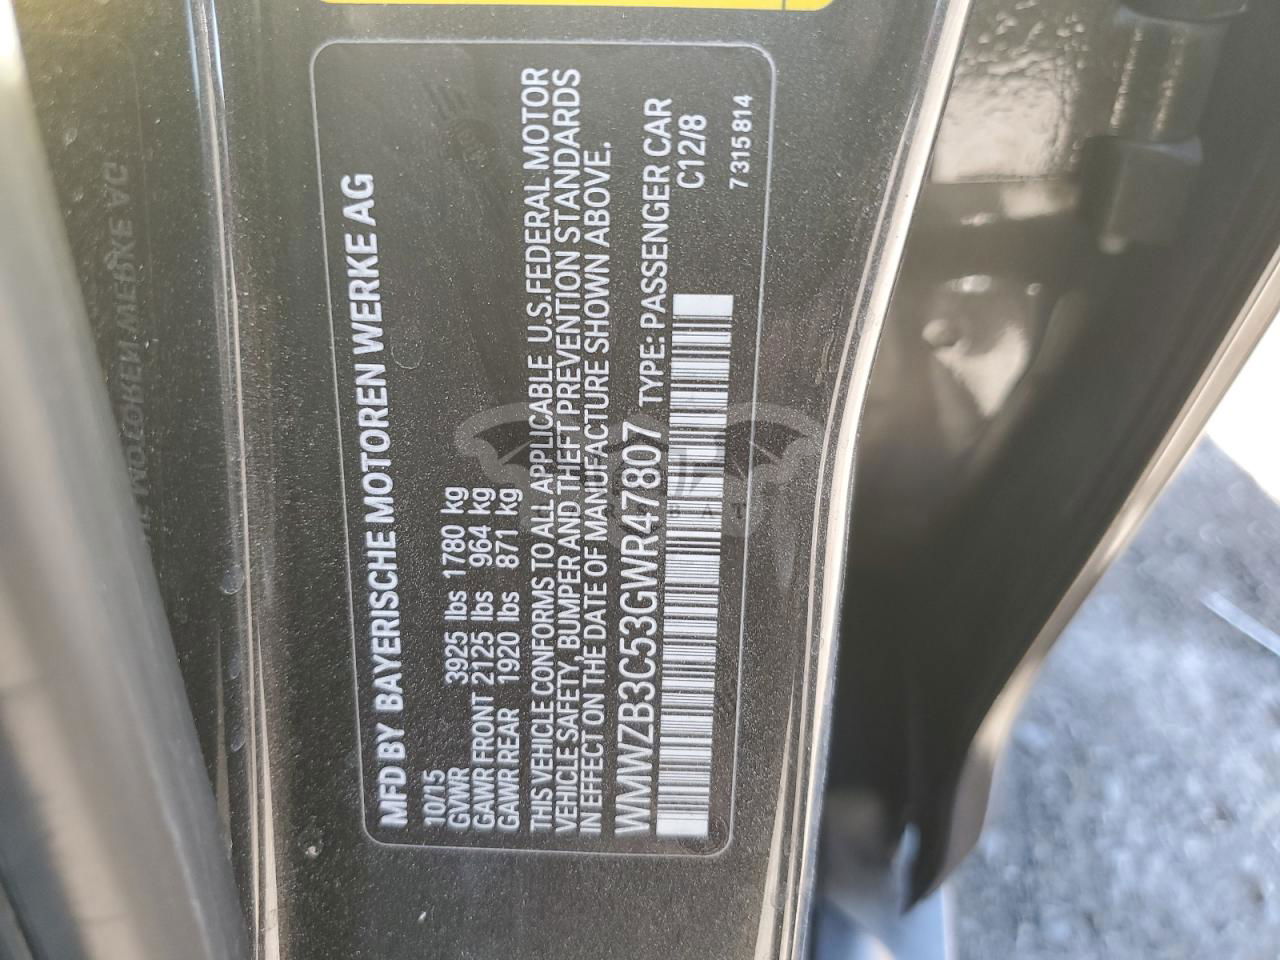 MFD BY BAYERISCHE MOTOREN WERKE AG
10/15
GVWR 3925 lbs 1780 kg
GAWR FRONT 2125 lbs 964 kg
GAWR REAR 1920 lbs 871 kg
THIS VEHICLE CONFORMS TO ALL APPLICABLE U.S.FEDERAL MOTOR
VEHICLE SAFETY, BUMPER AND THEFT PREVENTION STANDARDS
IN EFFECT ON THE DATE OF MANUFACTURE SHOWN ABOVE.
WMWZB3C53GWR47807 TYPE: PASSENGER CAR
C12/8
7 315 814